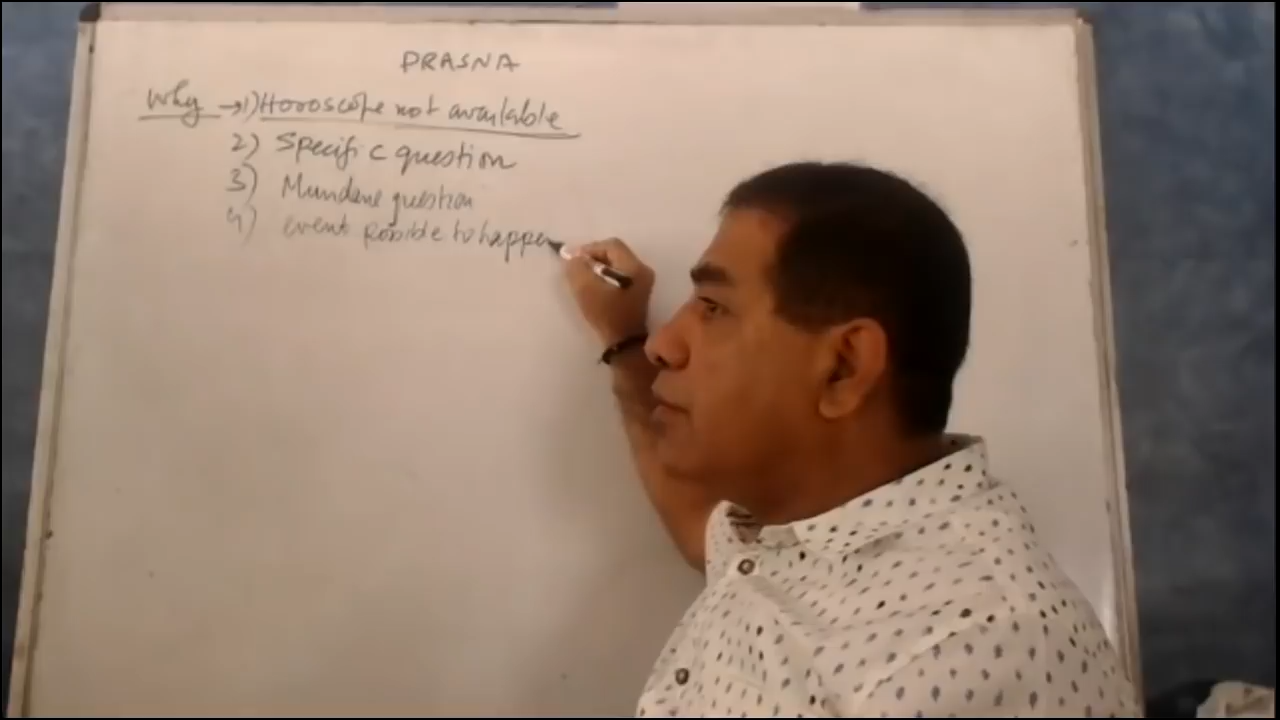 PRASNA
Why →1) Horoscope not available
2) Specific question
3) Mundane question
4) Event possible to happen